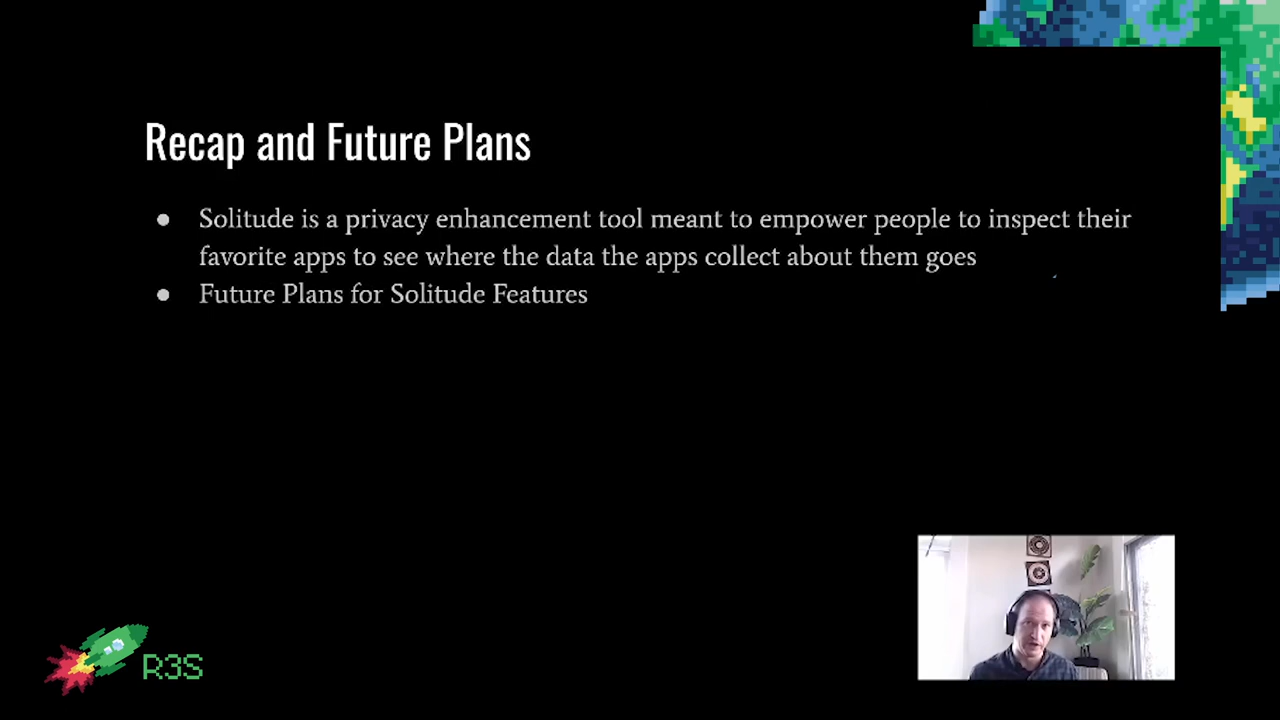 Recap and Future Plans
● Solitude is a privacy enhancement tool meant to empower people to inspect their
favorite apps to see where the data the apps collect about them goes
● Future Plans for Solitude Features
R3S